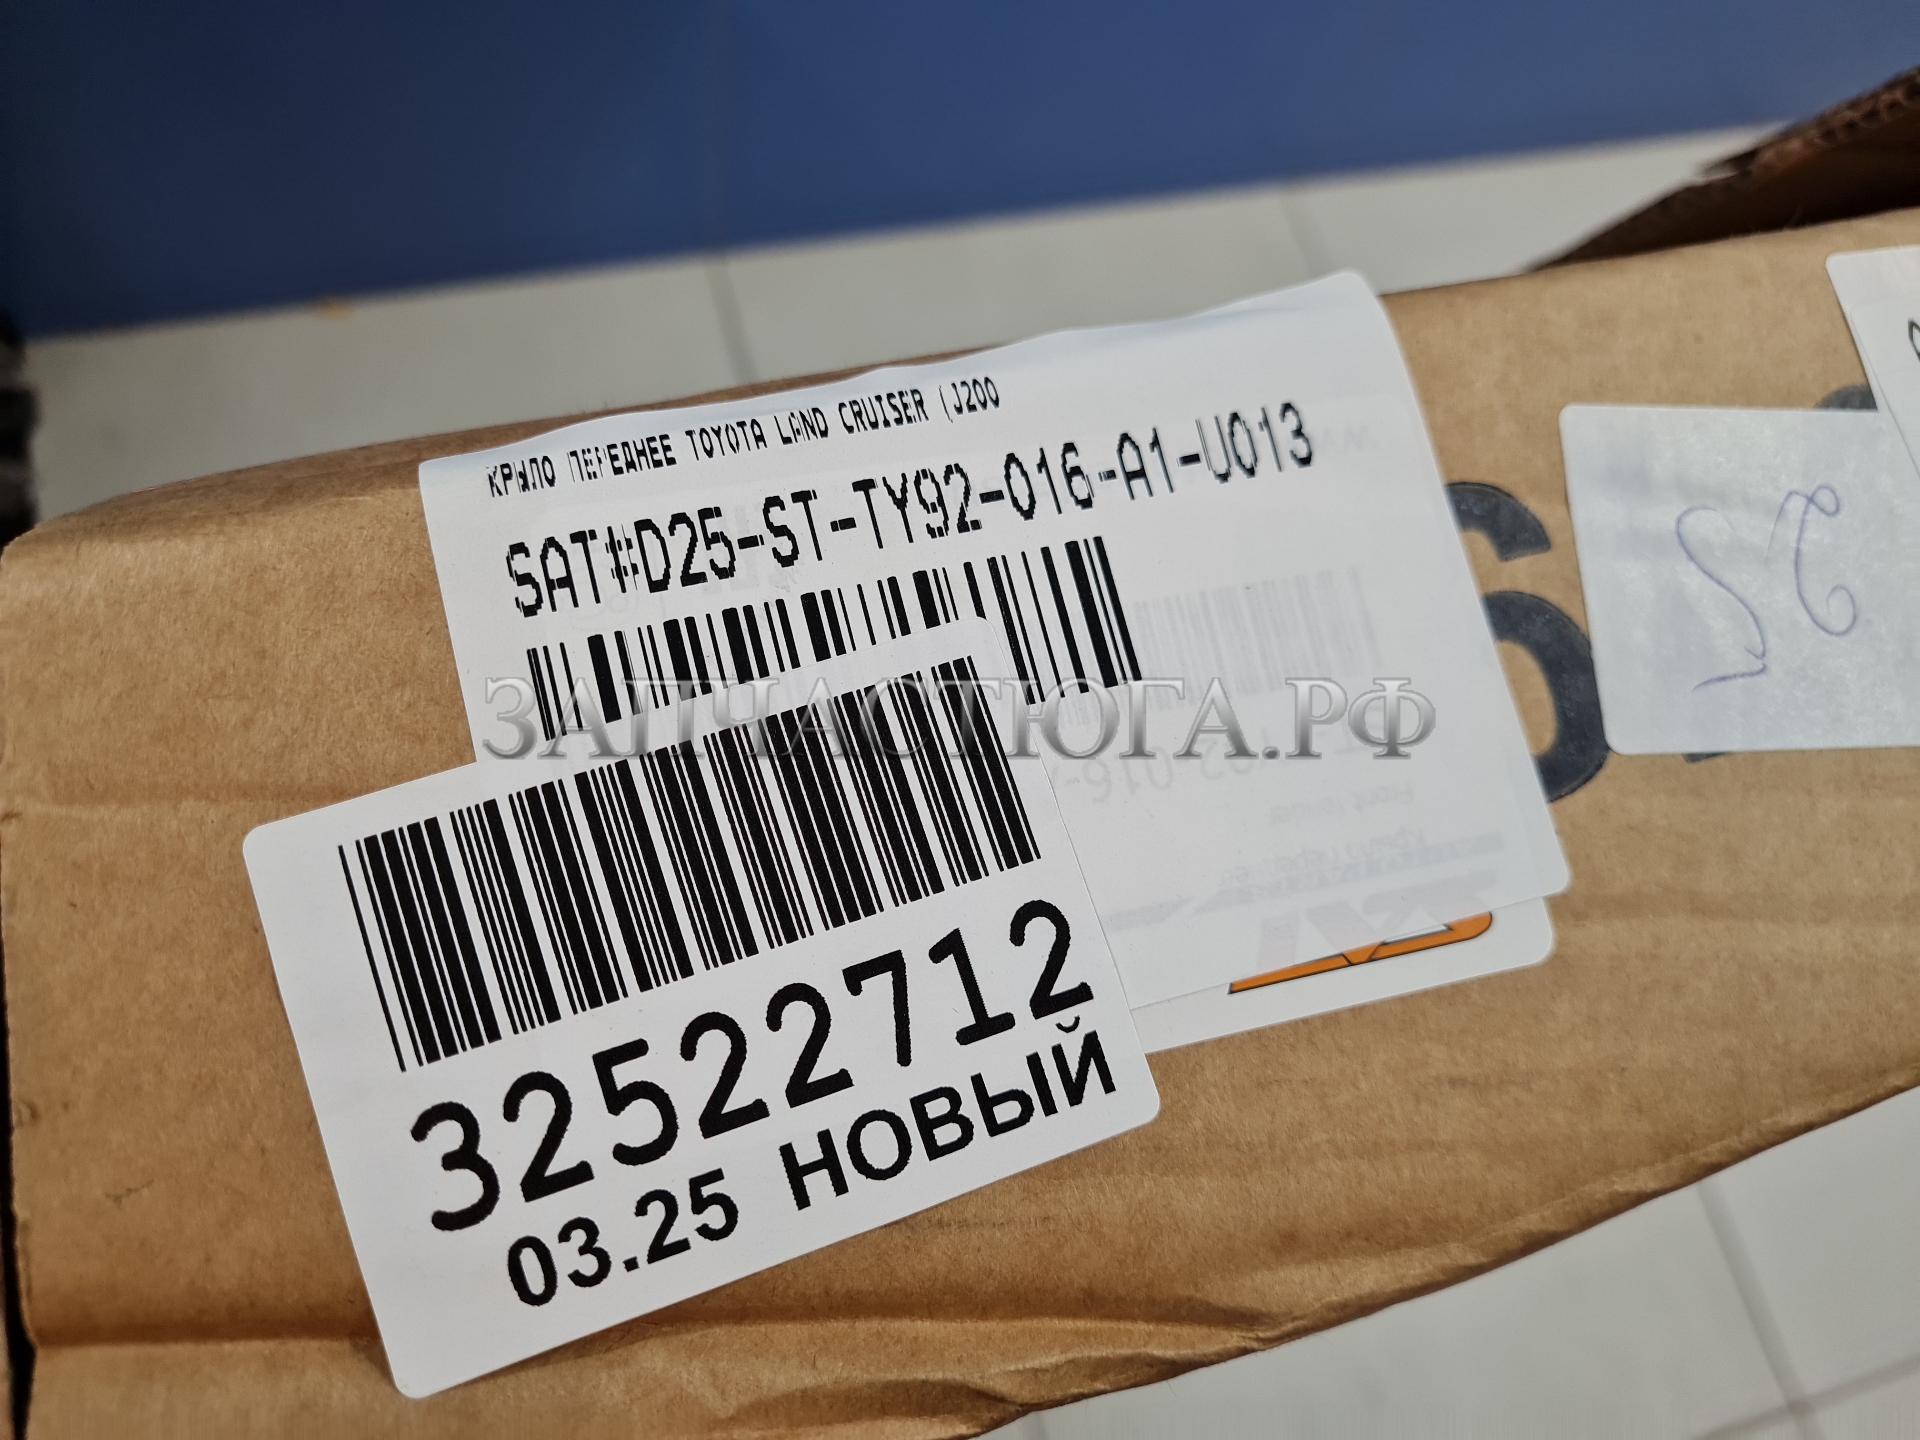 КРЫЛО ПЕРЕДНЕЕ TOYOTA LAND CRUISER (J200
SAT#D25-ST-TY92-016-A1-U013
ЗАПЧАСТЮГА.РФ
32522712
03.25 НОВЫЙ
25